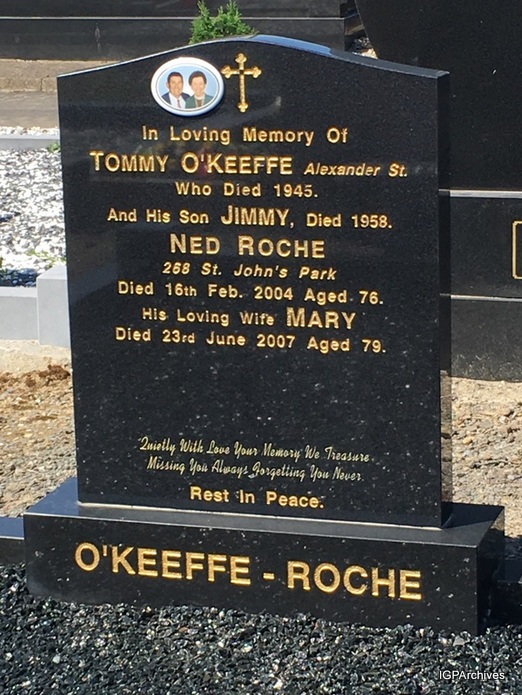 In Loving Memory Of
TOMMY O'KEEFFE Alexander St.
Who Died 1945.
And His Son JIMMY, Died 1958.
NED ROCHE
268 St. John's Park
Died 16th Feb. 2004 Aged 76.
His Loving Wife MARY
Died 23rd June 2007 Aged 79.
Quietly With Love Your Memory We Treasure
Missing You Always Forgetting You Never.
Rest In Peace.
O'KEEFFE - ROCHE
IGPArchives